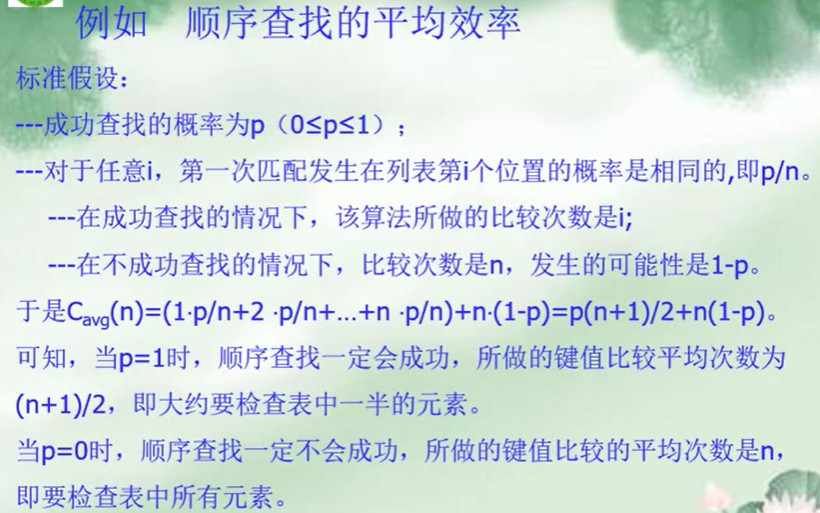 例如 顺序查找的平均效率
标准假设：
---成功查找的概率为p（0≤p≤1）；
---对于任意i，第一次匹配发生在列表第i个位置的概率是相同的,即p/n。
---在成功查找的情况下，该算法所做的比较次数是i;
---在不成功查找的情况下，比较次数是n，发生的可能性是1-p。
于是Cavg(n)=(1·p/n+2 ·p/n+...+n ·p/n)+n·(1-p)=p(n+1)/2+n(1-p)。
可知，当p=1时，顺序查找一定会成功，所做的键值比较平均次数为
(n+1)/2，即大约要检查表中一半的元素。
当p=0时，顺序查找一定不会成功，所做的键值比较的平均次数是n，
即要检查表中所有元素。